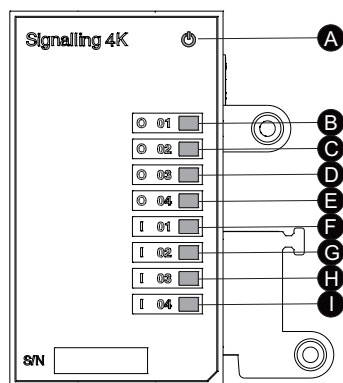 Signalling 4K A
O 01 B
O 02 C
O 03 D
O 04 E
I 01 F
I 02 G
I 03 H
I 04 I
S/N